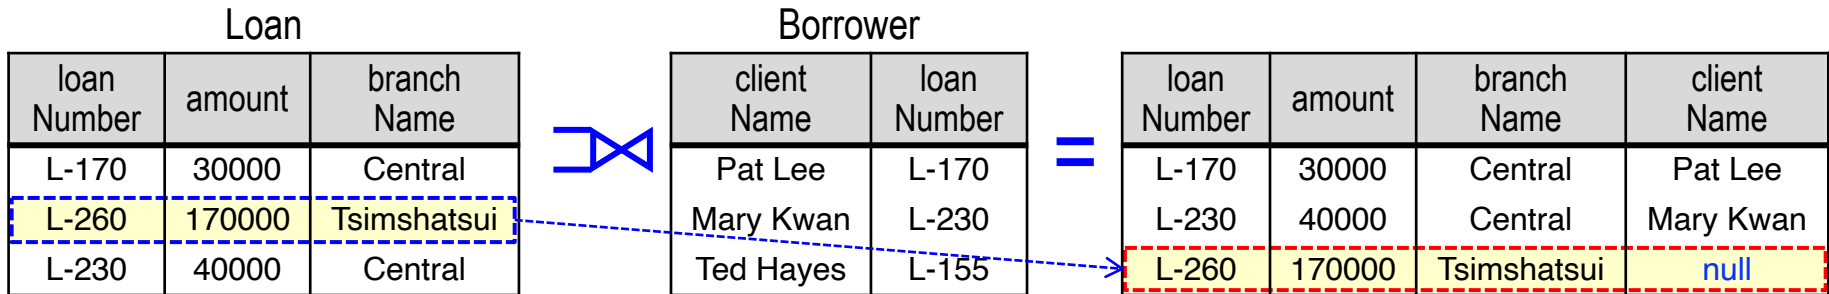 Loan
Borrower
loan Number amount branch Name
L-170 30000 Central
L-260 170000 Tsimshatsui
L-230 40000 Central
client Name loan Number
Pat Lee L-170
Mary Kwan L-230
Ted Hayes L-155
=
loan Number amount branch Name client Name
L-170 30000 Central Pat Lee
L-230 40000 Central Mary Kwan
L-260 170000 Tsimshatsui null